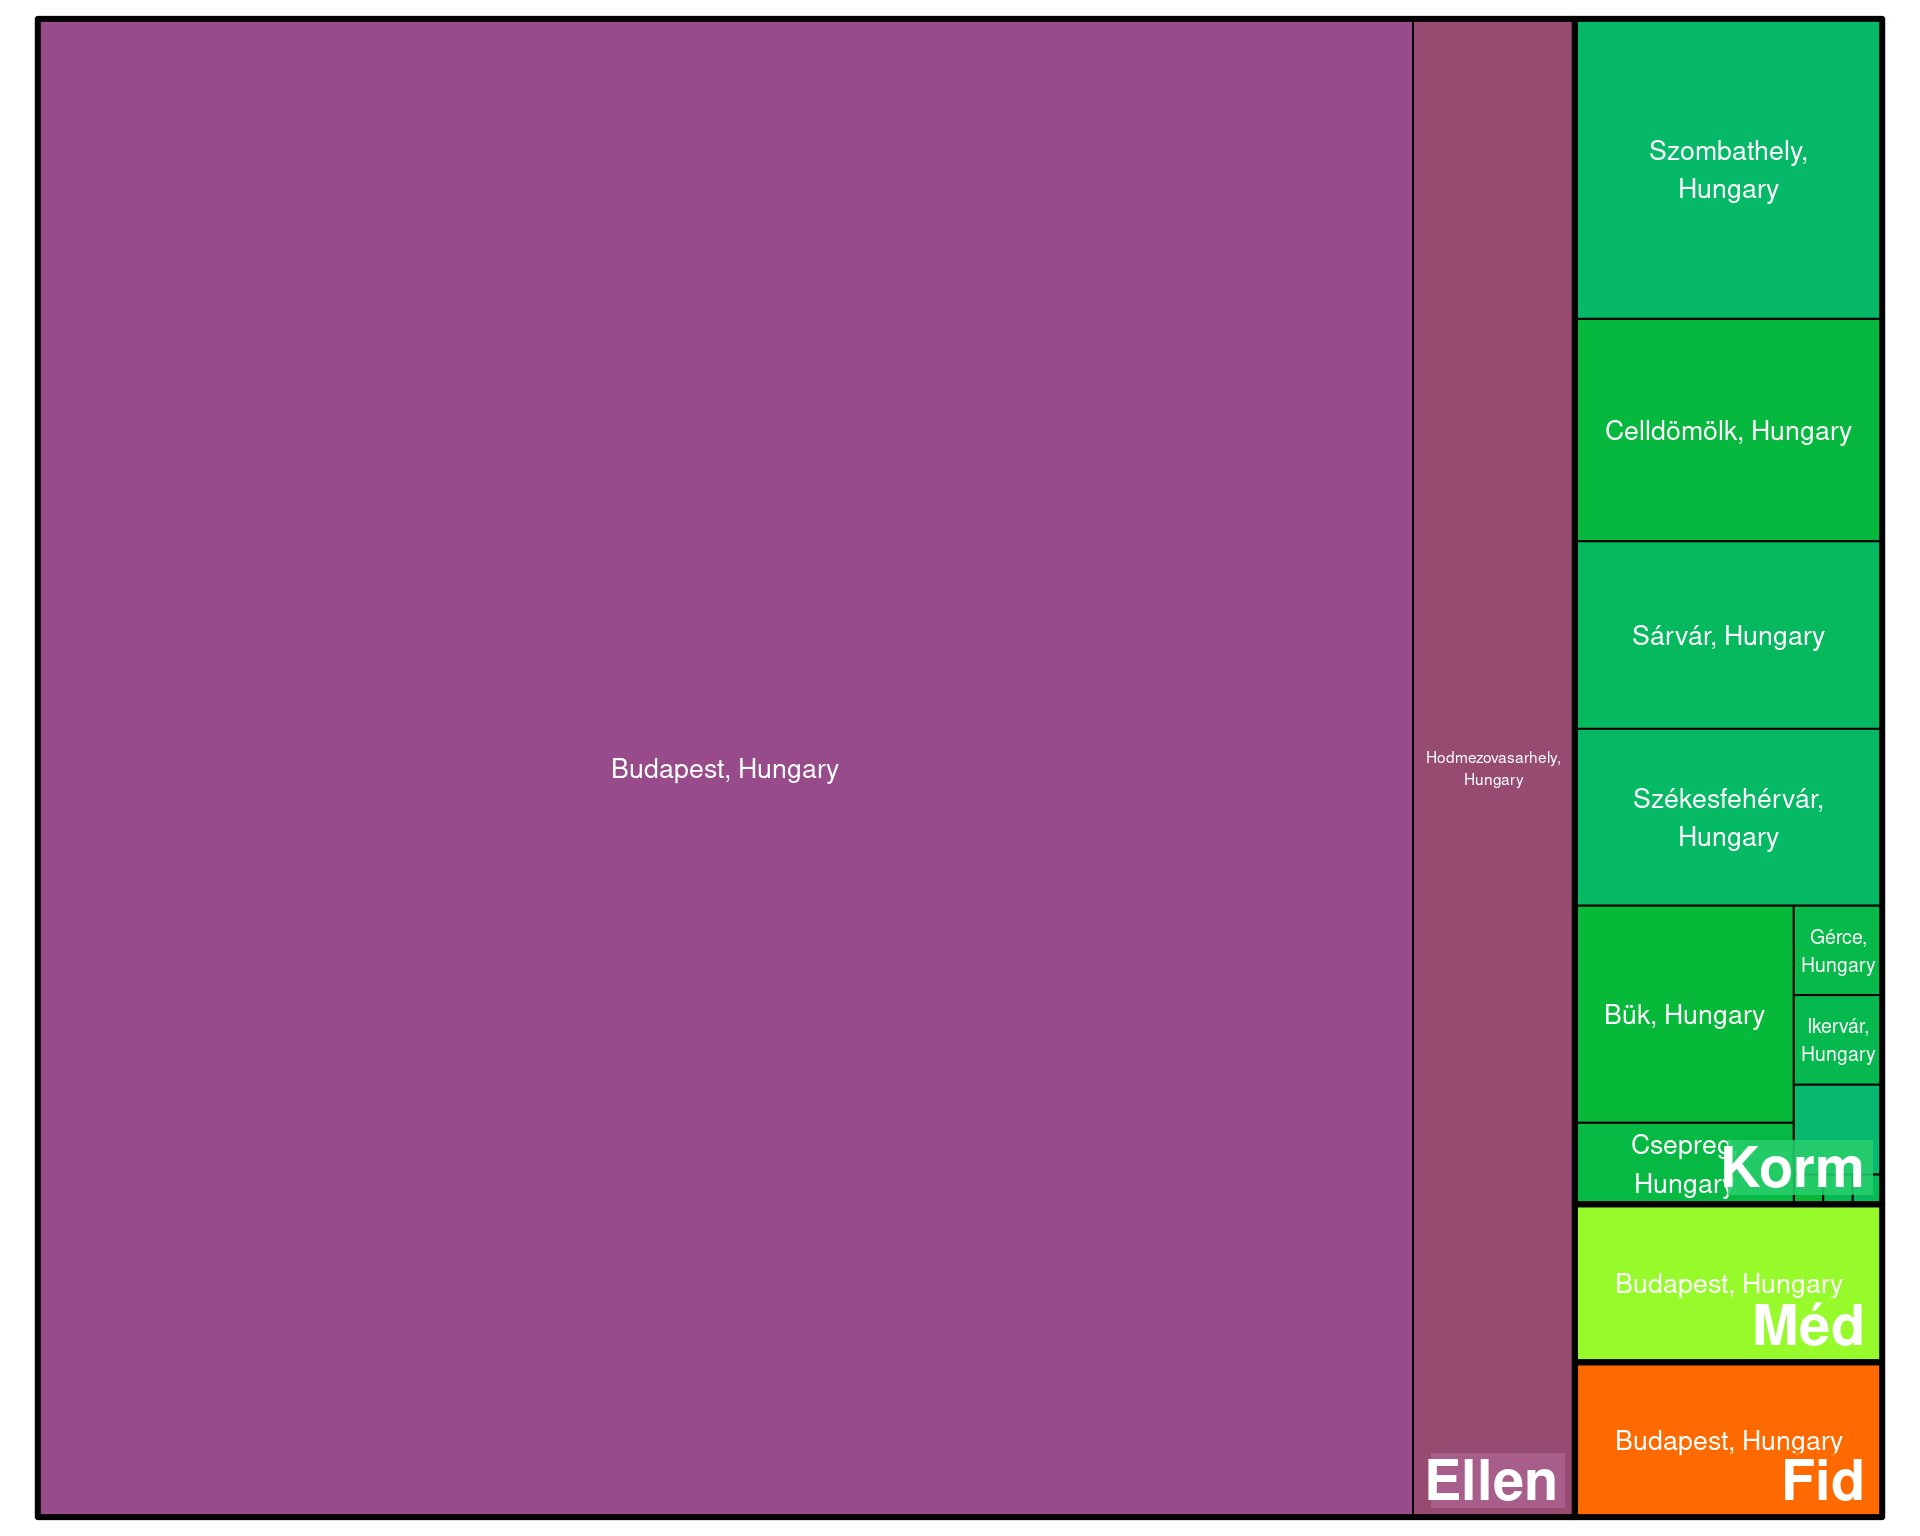 Szombathely,
Hungary
Celldömölk, Hungary
Sárvár, Hungary
Budapest, Hungary
Hodmezovasarhely,
Hungary
Székesfehérvár,
Hungary
Gérce,
Hungary
Bük, Hungary
Ikervár,
Hungary
Csepreg
Hungary
Korm
Budapest, Hungary
Méd
Budapest, Hungary
Ellen
Fid